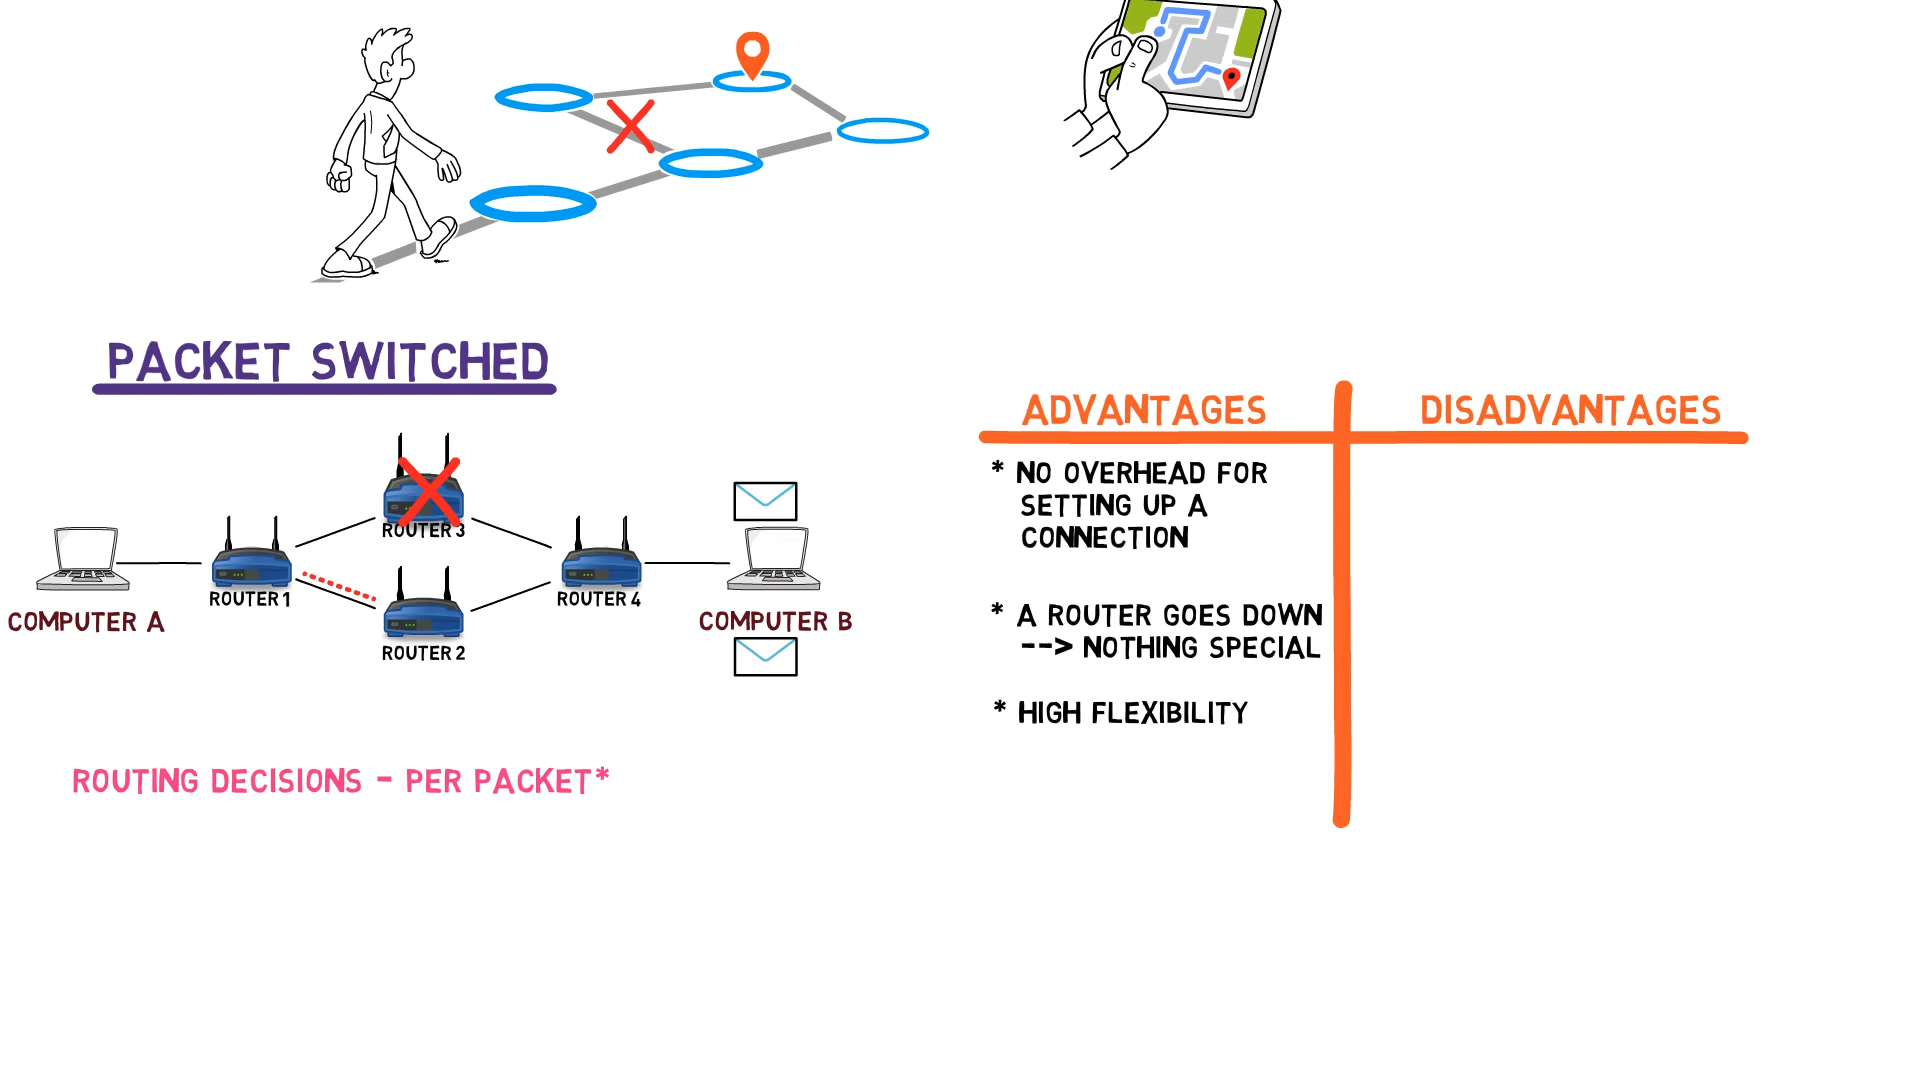 PACKET SWITCHED
ROUTER 3
ROUTER 1
ROUTER 4
COMPUTER A
COMPUTER B
ROUTER 2
ROUTING DECISIONS - PER PACKET*
ADVANTAGES
DISADVANTAGES
* NO OVERHEAD FOR
SETTING UP A
CONNECTION
* A ROUTER GOES DOWN
--> NOTHING SPECIAL
* HIGH FLEXIBILITY